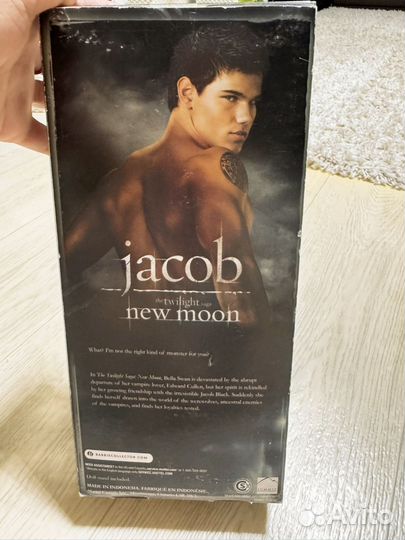 jacob
the twilight saga
new moon
What? I'm not the right kind of monster for you?
In The Twilight Saga: New Moon, Bella Swan is devastated by the abrupt
departure of her vampire lover, Edward Cullen, but her spirit is rekindled
by her growing friendship with the irresistible Jacob Black. Suddenly she
finds herself drawn into the world of the werewolves, ancestral enemies
of the vampires, and finds her loyalties tested.
BARBIECOLLECTOR.COM
NEED ASSISTANCE?
Doll stand included.
MADE IN INDONESIA. FABRIQUÉ EN INDONÉSIE.
SUMMIT
Avito